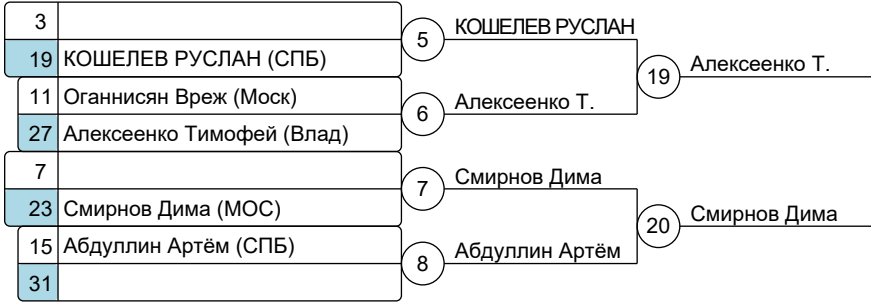 3
19 КОШЕЛЕВ РУСЛАН (СПБ)
5 КОШЕЛЕВ РУСЛАН
11 Оганнисян Вреж (Моск)
27 Алексеенко Тимофей (Влад)
6 Алексеенко Т.
19 Алексеенко Т.
7
23 Смирнов Дима (МОС)
7 Смирнов Дима
15 Абдуллин Артём (СПБ)
31
8 Абдуллин Артём
20 Смирнов Дима